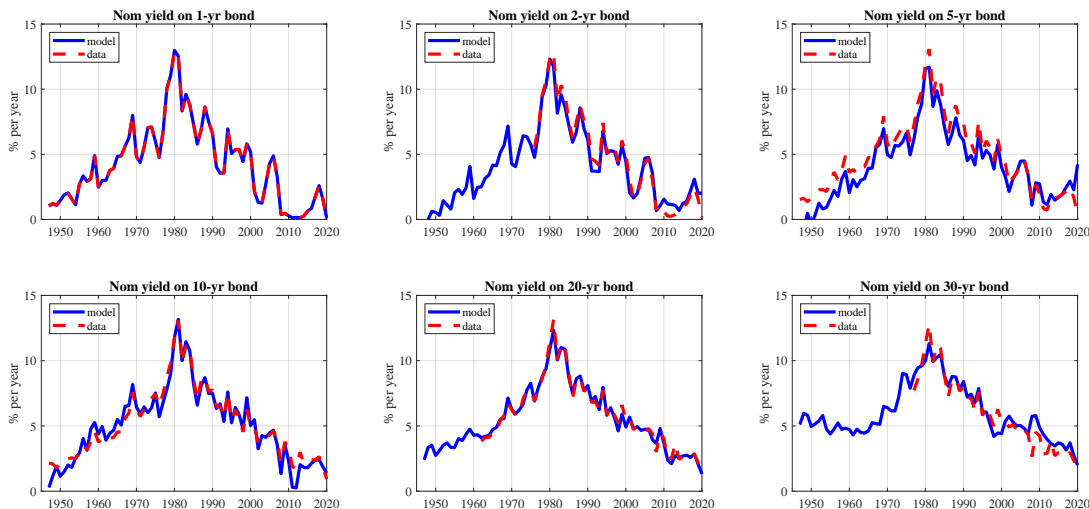 Nom yield on 1-yr bond
15
10
5
0
% per year
model
data
1950 1960 1970 1980 1990 2000 2010 2020
Nom yield on 2-yr bond
15
10
5
0
% per year
model
data
1950 1960 1970 1980 1990 2000 2010 2020
Nom yield on 5-yr bond
15
10
5
0
% per year
model
data
1950 1960 1970 1980 1990 2000 2010 2020
Nom yield on 10-yr bond
15
10
5
0
% per year
model
data
1950 1960 1970 1980 1990 2000 2010 2020
Nom yield on 20-yr bond
15
10
5
0
% per year
model
data
1950 1960 1970 1980 1990 2000 2010 2020
Nom yield on 30-yr bond
15
10
5
0
% per year
model
data
1950 1960 1970 1980 1990 2000 2010 2020